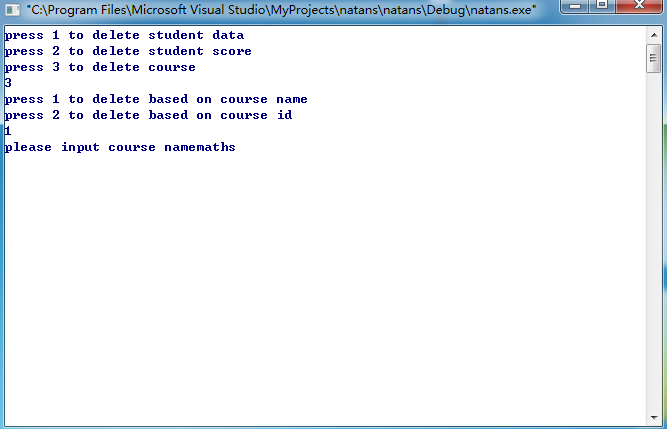 "C:\Program Files\Microsoft Visual Studio\MyProjects\natans\natans\Debug\natans.exe"
press 1 to delete student data
press 2 to delete student score
press 3 to delete course
3
press 1 to delete based on course name
press 2 to delete based on course id
1
please input course namemaths